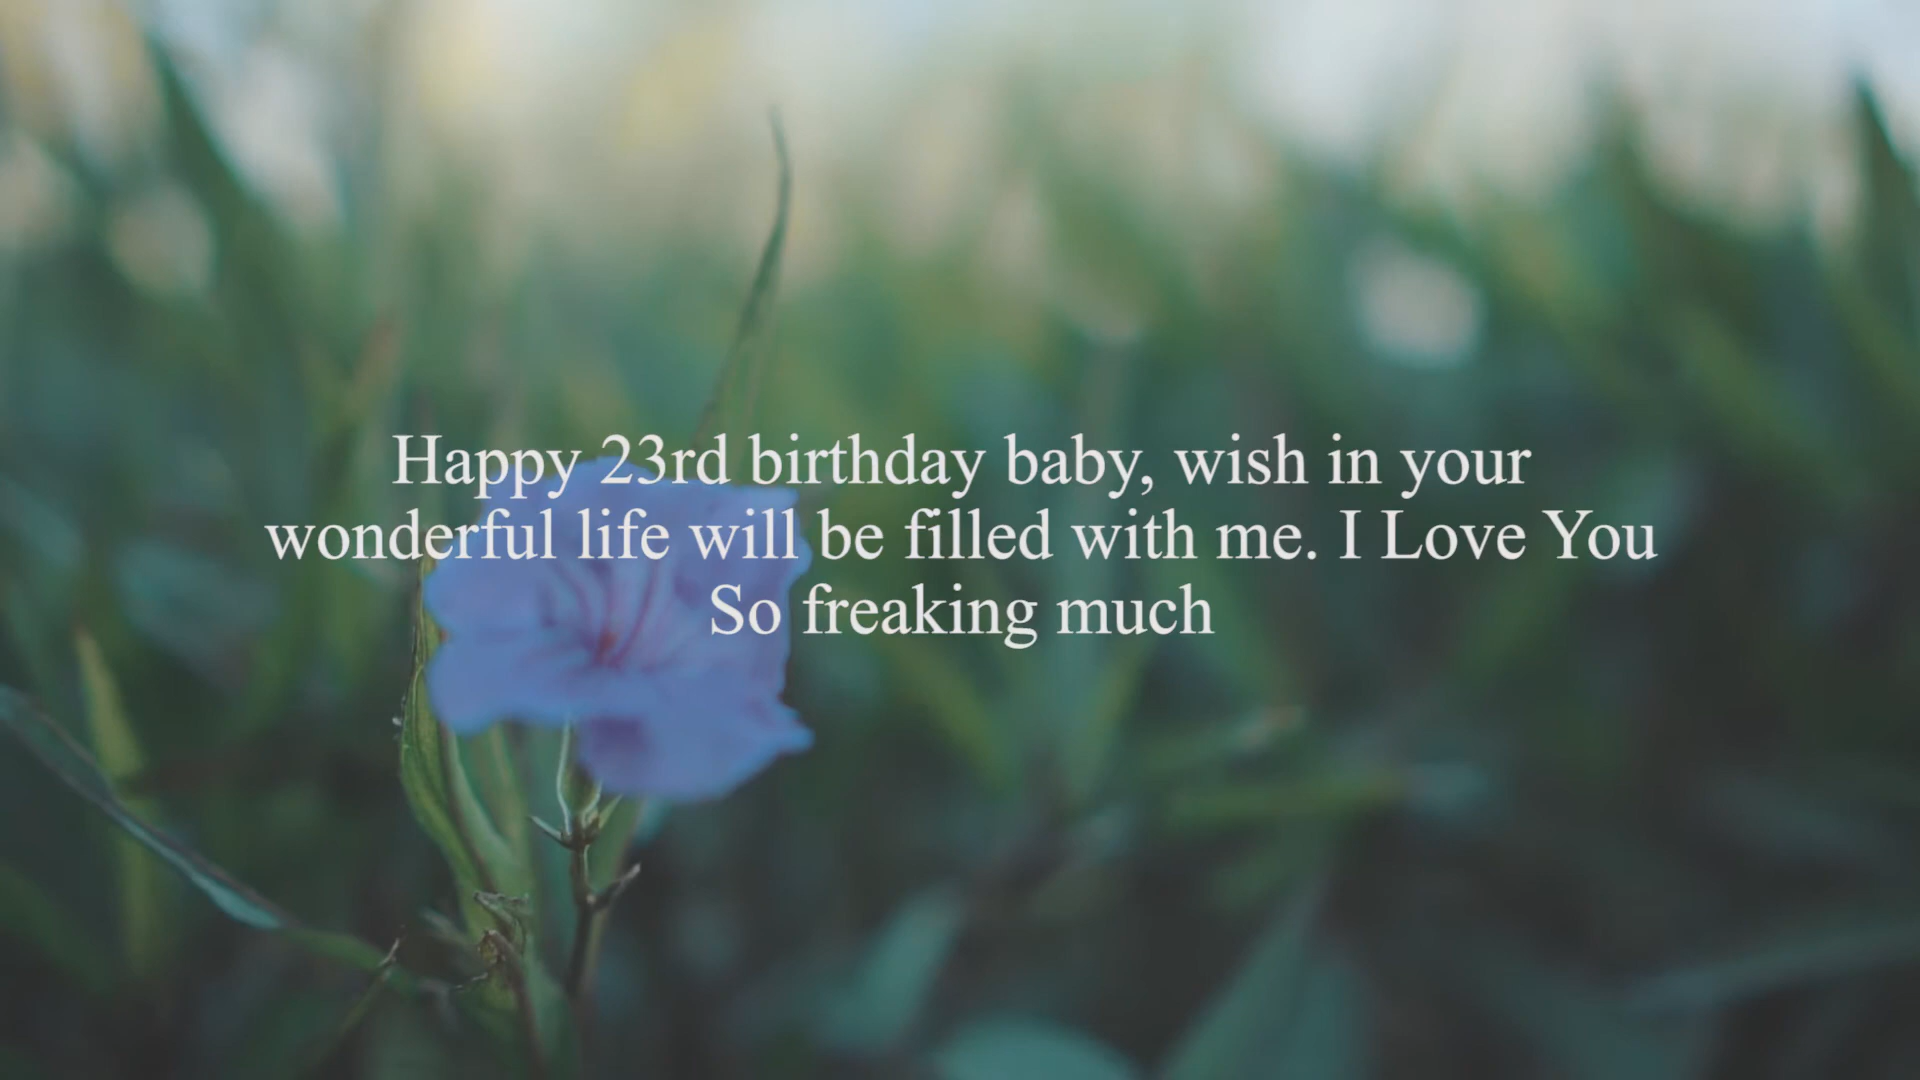 Happy 23rd birthday baby, wish in your
wonderful life will be filled with me. I Love You
So freaking much